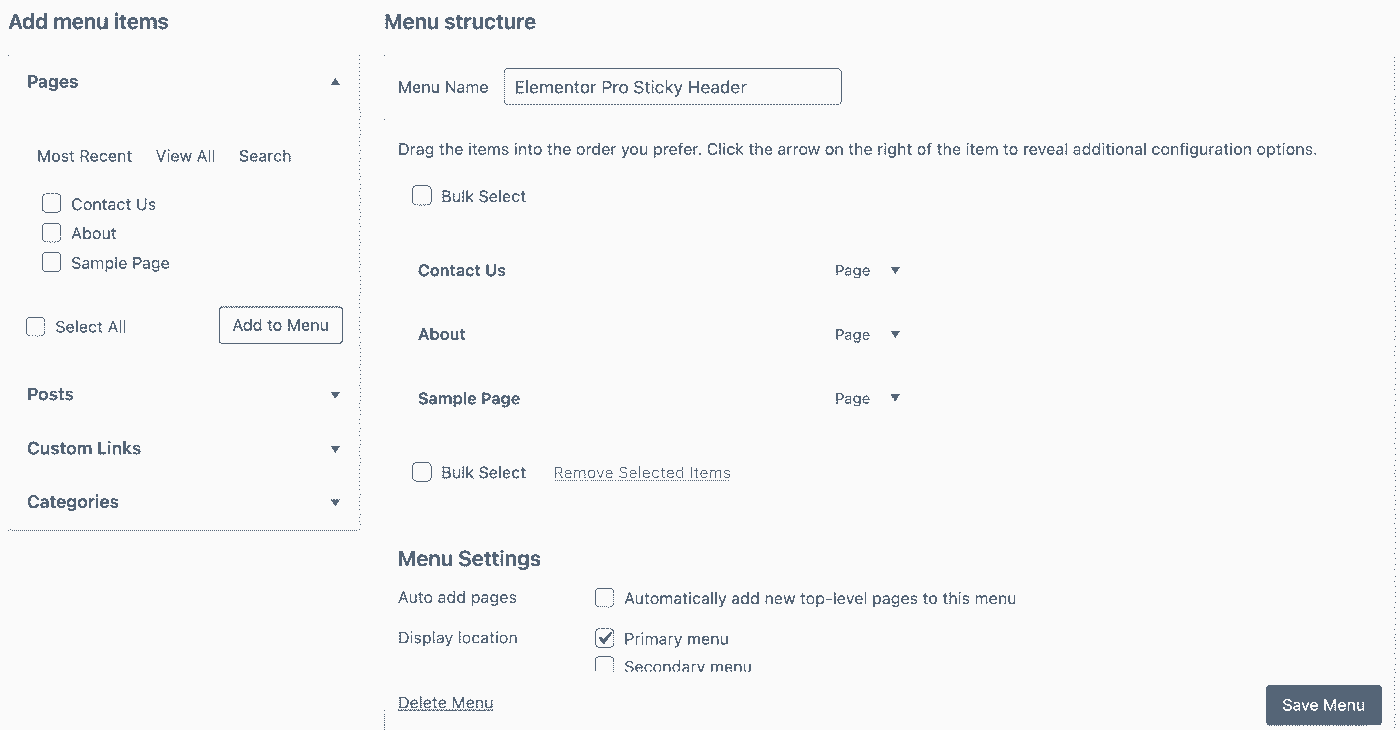 Add menu items
Pages
Most Recent View All Search
Contact Us
About
Sample Page
Select All Add to Menu
Posts
Custom Links
Categories
Menu structure
Menu Name Elementor Pro Sticky Header
Drag the items into the order you prefer. Click the arrow on the right of the item to reveal additional configuration options.
Bulk Select
Contact Us Page
About Page
Sample Page Page
Bulk Select Remove Selected Items
Menu Settings
Auto add pages Automatically add new top-level pages to this menu
Display location Primary menu
Secondary menu
Delete Menu Save Menu